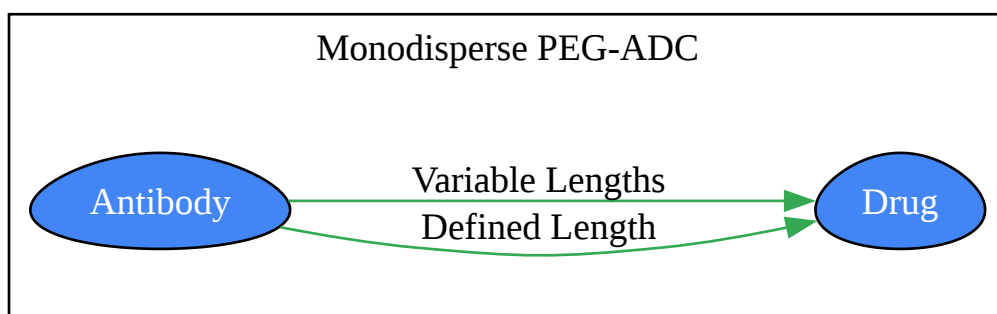 Monodisperse PEG-ADC
Variable Lengths
Antibody
Drug
Defined Length